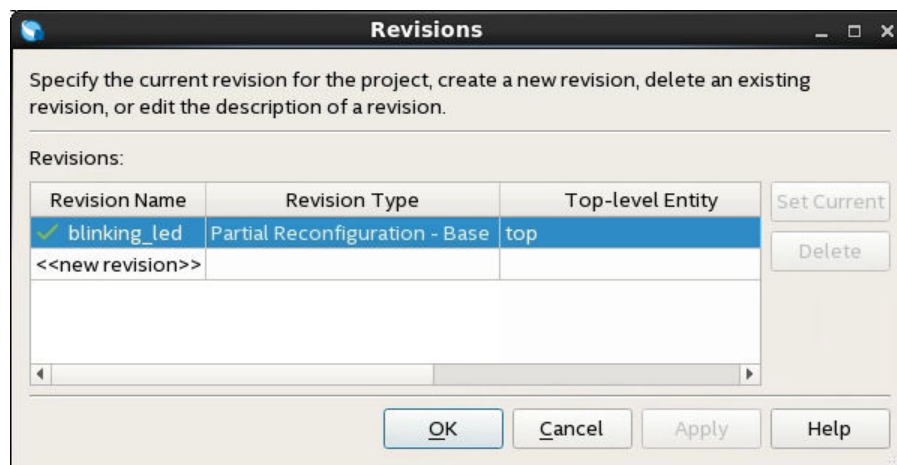 Revisions
Specify the current revision for the project, create a new revision, delete an existing
revision, or edit the description of a revision.
Revisions:
Revision Name Revision Type Top-level Entity
Set Current
blinking_led Partial Reconfiguration - Base top
Delete
<<new revision>>
OK Cancel Apply Help